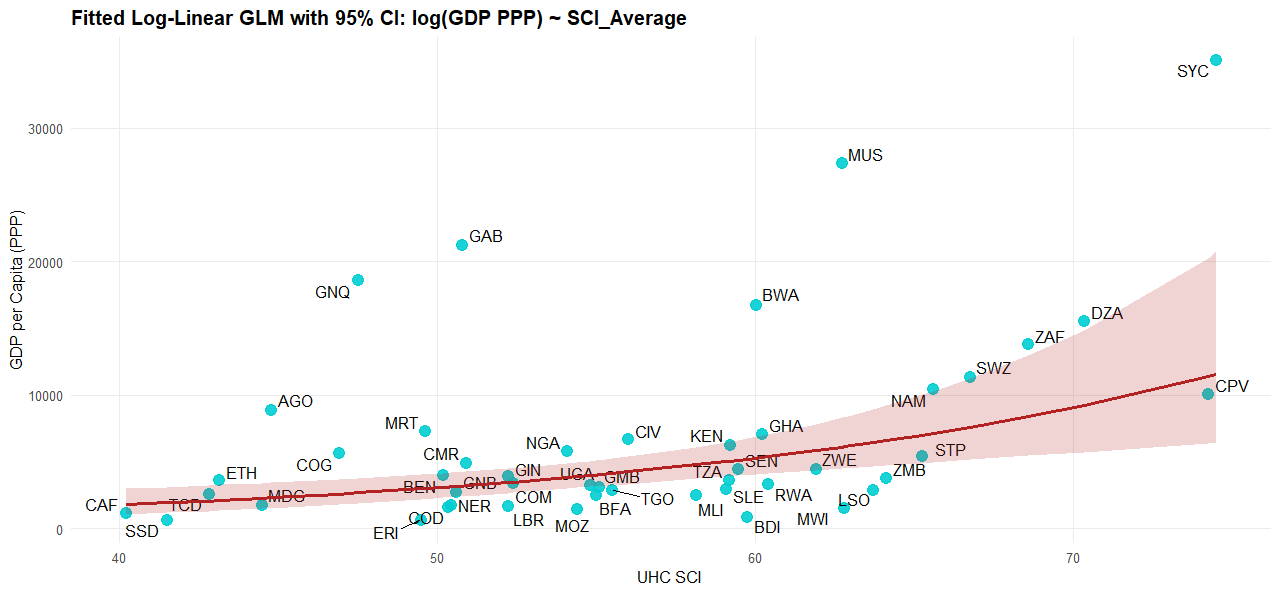 Fitted Log-Linear GLM with 95% CI: log(GDP PPP) ~ SCI_Average
SYC
30000
MUS
GAB
20000
GNQ
BWA
DZA
ZAF
SWZ
CPV
10000
NAM
AGO
MRT
CIV
GHA
KEN
NGA
STP
COG
CMR
SEN
ZWE
ETH
GIN
UGA
GMB
TZA
ZMB
BEN
GNB
MDG
COM
TGO
SLE
RWA
LSO
CAF
TCD
NER
BFA
MLI
COD
LBR
MOZ
MWI
BDI
SSD
ERI
0
40
50
60
70
UHC SCI
GDP per Capita (PPP)